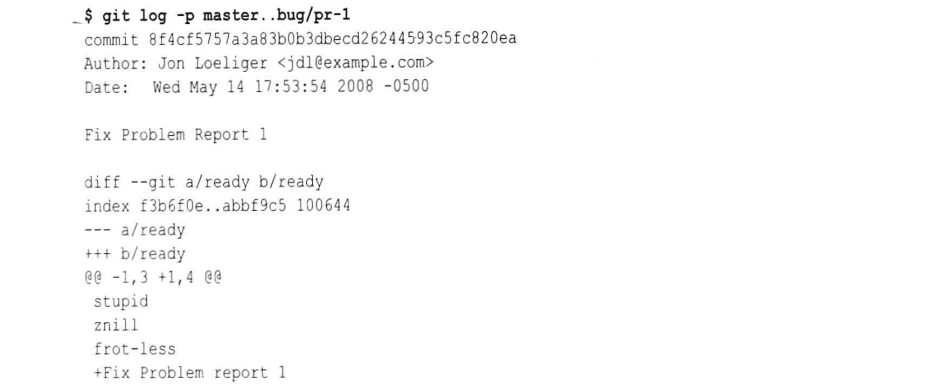 $ git log -p master..bug/pr-1
commit 8f4cf5757a3a83b0b3dbecd26244593c5fc820ea
Author: Jon Loeliger <jdl@example.com>
Date:   Wed May 14 17:53:54 2008 -0500

Fix Problem Report 1

diff --git a/ready b/ready
index f3b6f0e..abbf9c5 100644
--- a/ready
+++ b/ready
@@ -1,3 +1,4 @@
 stupid
 znill
 frot-less
 +Fix Problem report 1